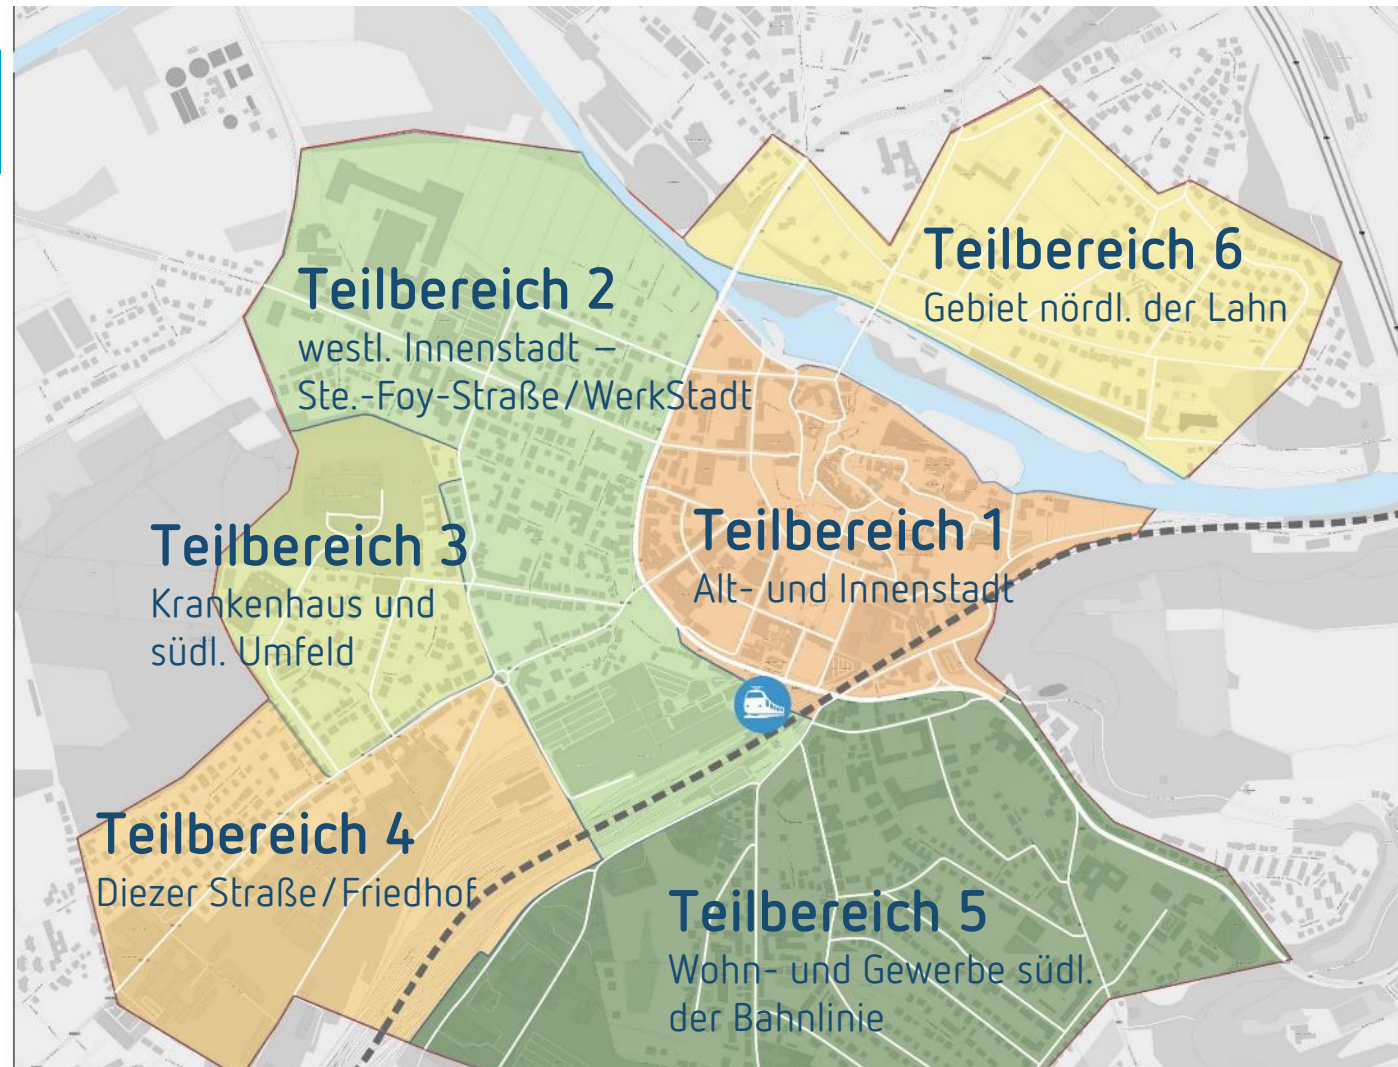 Teilbereich 6
Gebiet nördl. der Lahn
Teilbereich 2
westl. Innenstadt –
Ste.-Foy-Straße/WerkStadt
Teilbereich 3
Krankenhaus und
südl. Umfeld
Teilbereich 1
Alt- und Innenstadt
Teilbereich 4
Diezer Straße/Friedhof
Teilbereich 5
Wohn- und Gewerbe südl.
der Bahnlinie